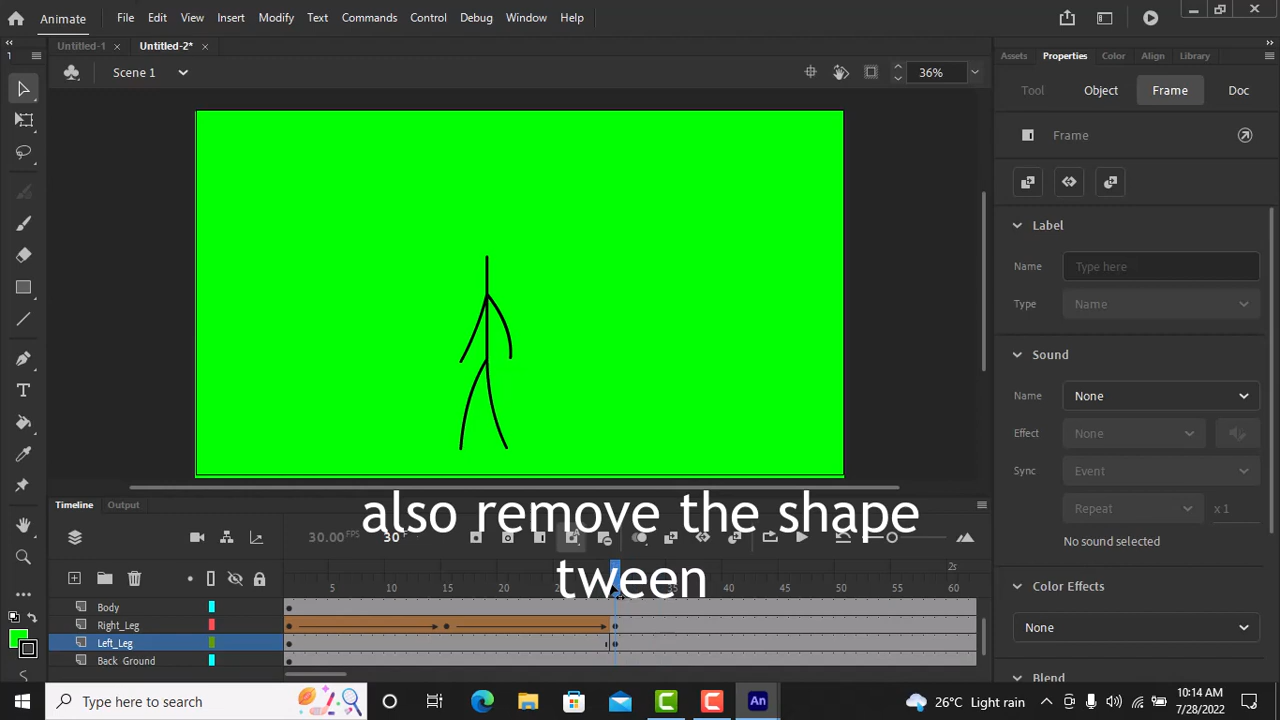 Animate
File Edit View Insert Modify Text Commands Control Debug Window Help
Untitled-1 Untitled-2*
Scene 1
36%
Assets Properties Color Align Library
Tool Object Frame Doc
Frame
Label
Name Type here
Type Name
Sound
Name None
Effect None
Sync Event
Repeat x 1
No sound selected
Color Effects
None
Blend
Timeline Output
also remove the shape
tween
30.00 FPS 30
5 10 15 20 35 40 45 50 55 60
2s
Body
Right_Leg
Left_Leg
Back_Ground
Type here to search
26°C Light rain
10:14 AM
7/28/2022